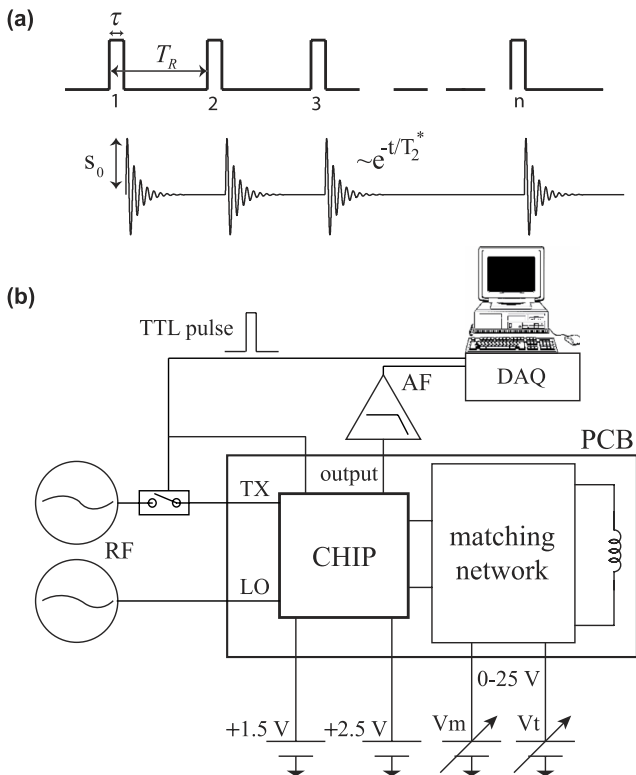 (a)
τ
T_R
1 2 3 n
s_0
~e^{-t/T_2^*}
(b)
TTL pulse
AF
DAQ
PCB
output
TX
RF
CHIP
matching
network
LO
0-25 V
+1.5 V
+2.5 V
Vm
Vt